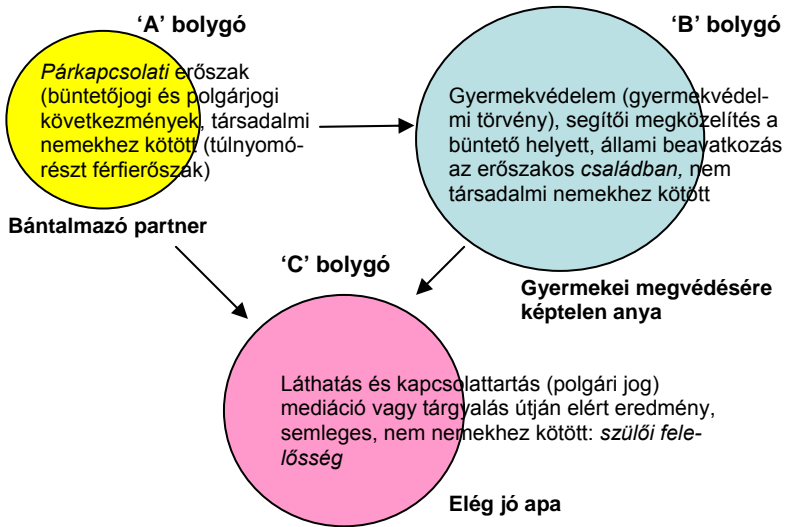 ‘A’ bolygó
Párkapcsolati erőszak
(büntetőjogi és polgárjogi
következmények, társadalmi
nemekhez kötött (túlnyomó-
részt férfierőszak)
Bántalmazó partner
‘B’ bolygó
Gyermekvédelem (gyermekvédel-
mi törvény), segítői megközelítés a
büntető helyett, állami beavatkozás
az erőszakos családban, nem
társadalmi nemekhez kötött
Gyermekei megvédésére
képtelen anya
‘C’ bolygó
Láthatás és kapcsolattartás (polgári jog)
mediáció vagy tárgyalás útján elért eredmény,
semleges, nem nemekhez kötött: szülői fele-
lősség
Elég jó apa